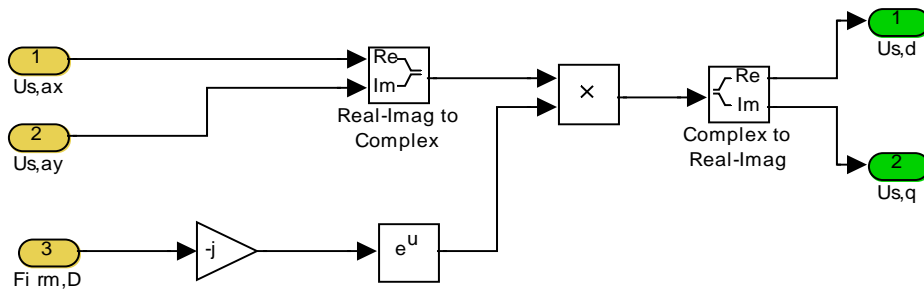 1
Us,ax
2
Us,ay
Re
Im
Real-Imag to
Complex
×
Re
Im
Complex to
Real-Imag
1
Us,d
2
Us,q
3
Fi rm,D
-j
e^u